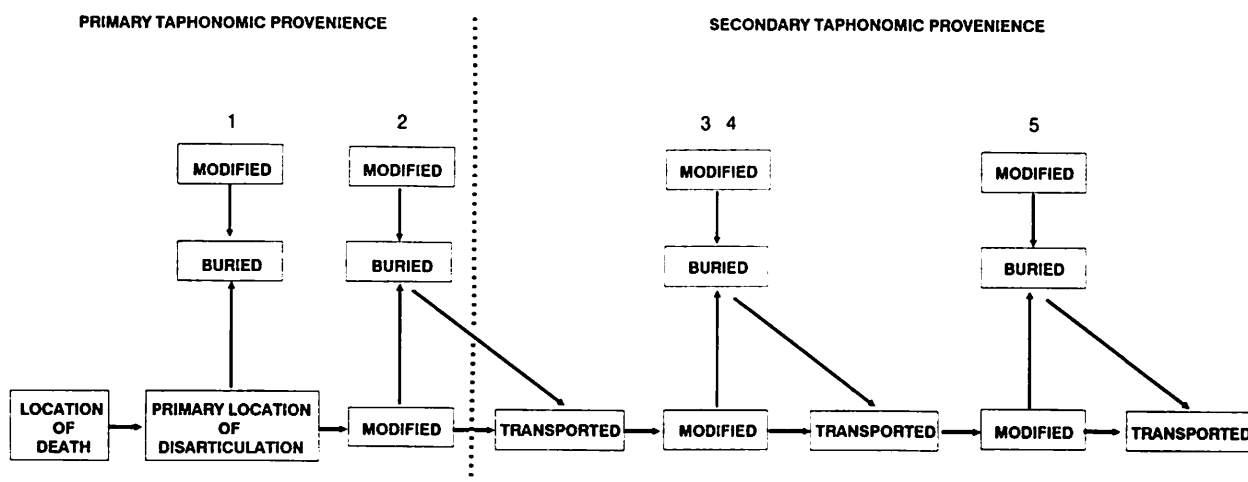 PRIMARY TAPHONOMIC PROVENIENCE
SECONDARY TAPHONOMIC PROVENIENCE
1
2
3 4
5
MODIFIED
MODIFIED
MODIFIED
MODIFIED
BURIED
BURIED
BURIED
BURIED
LOCATION
OF
DEATH
PRIMARY LOCATION
OF
DISARTICULATION
MODIFIED
TRANSPORTED
MODIFIED
TRANSPORTED
MODIFIED
TRANSPORTED